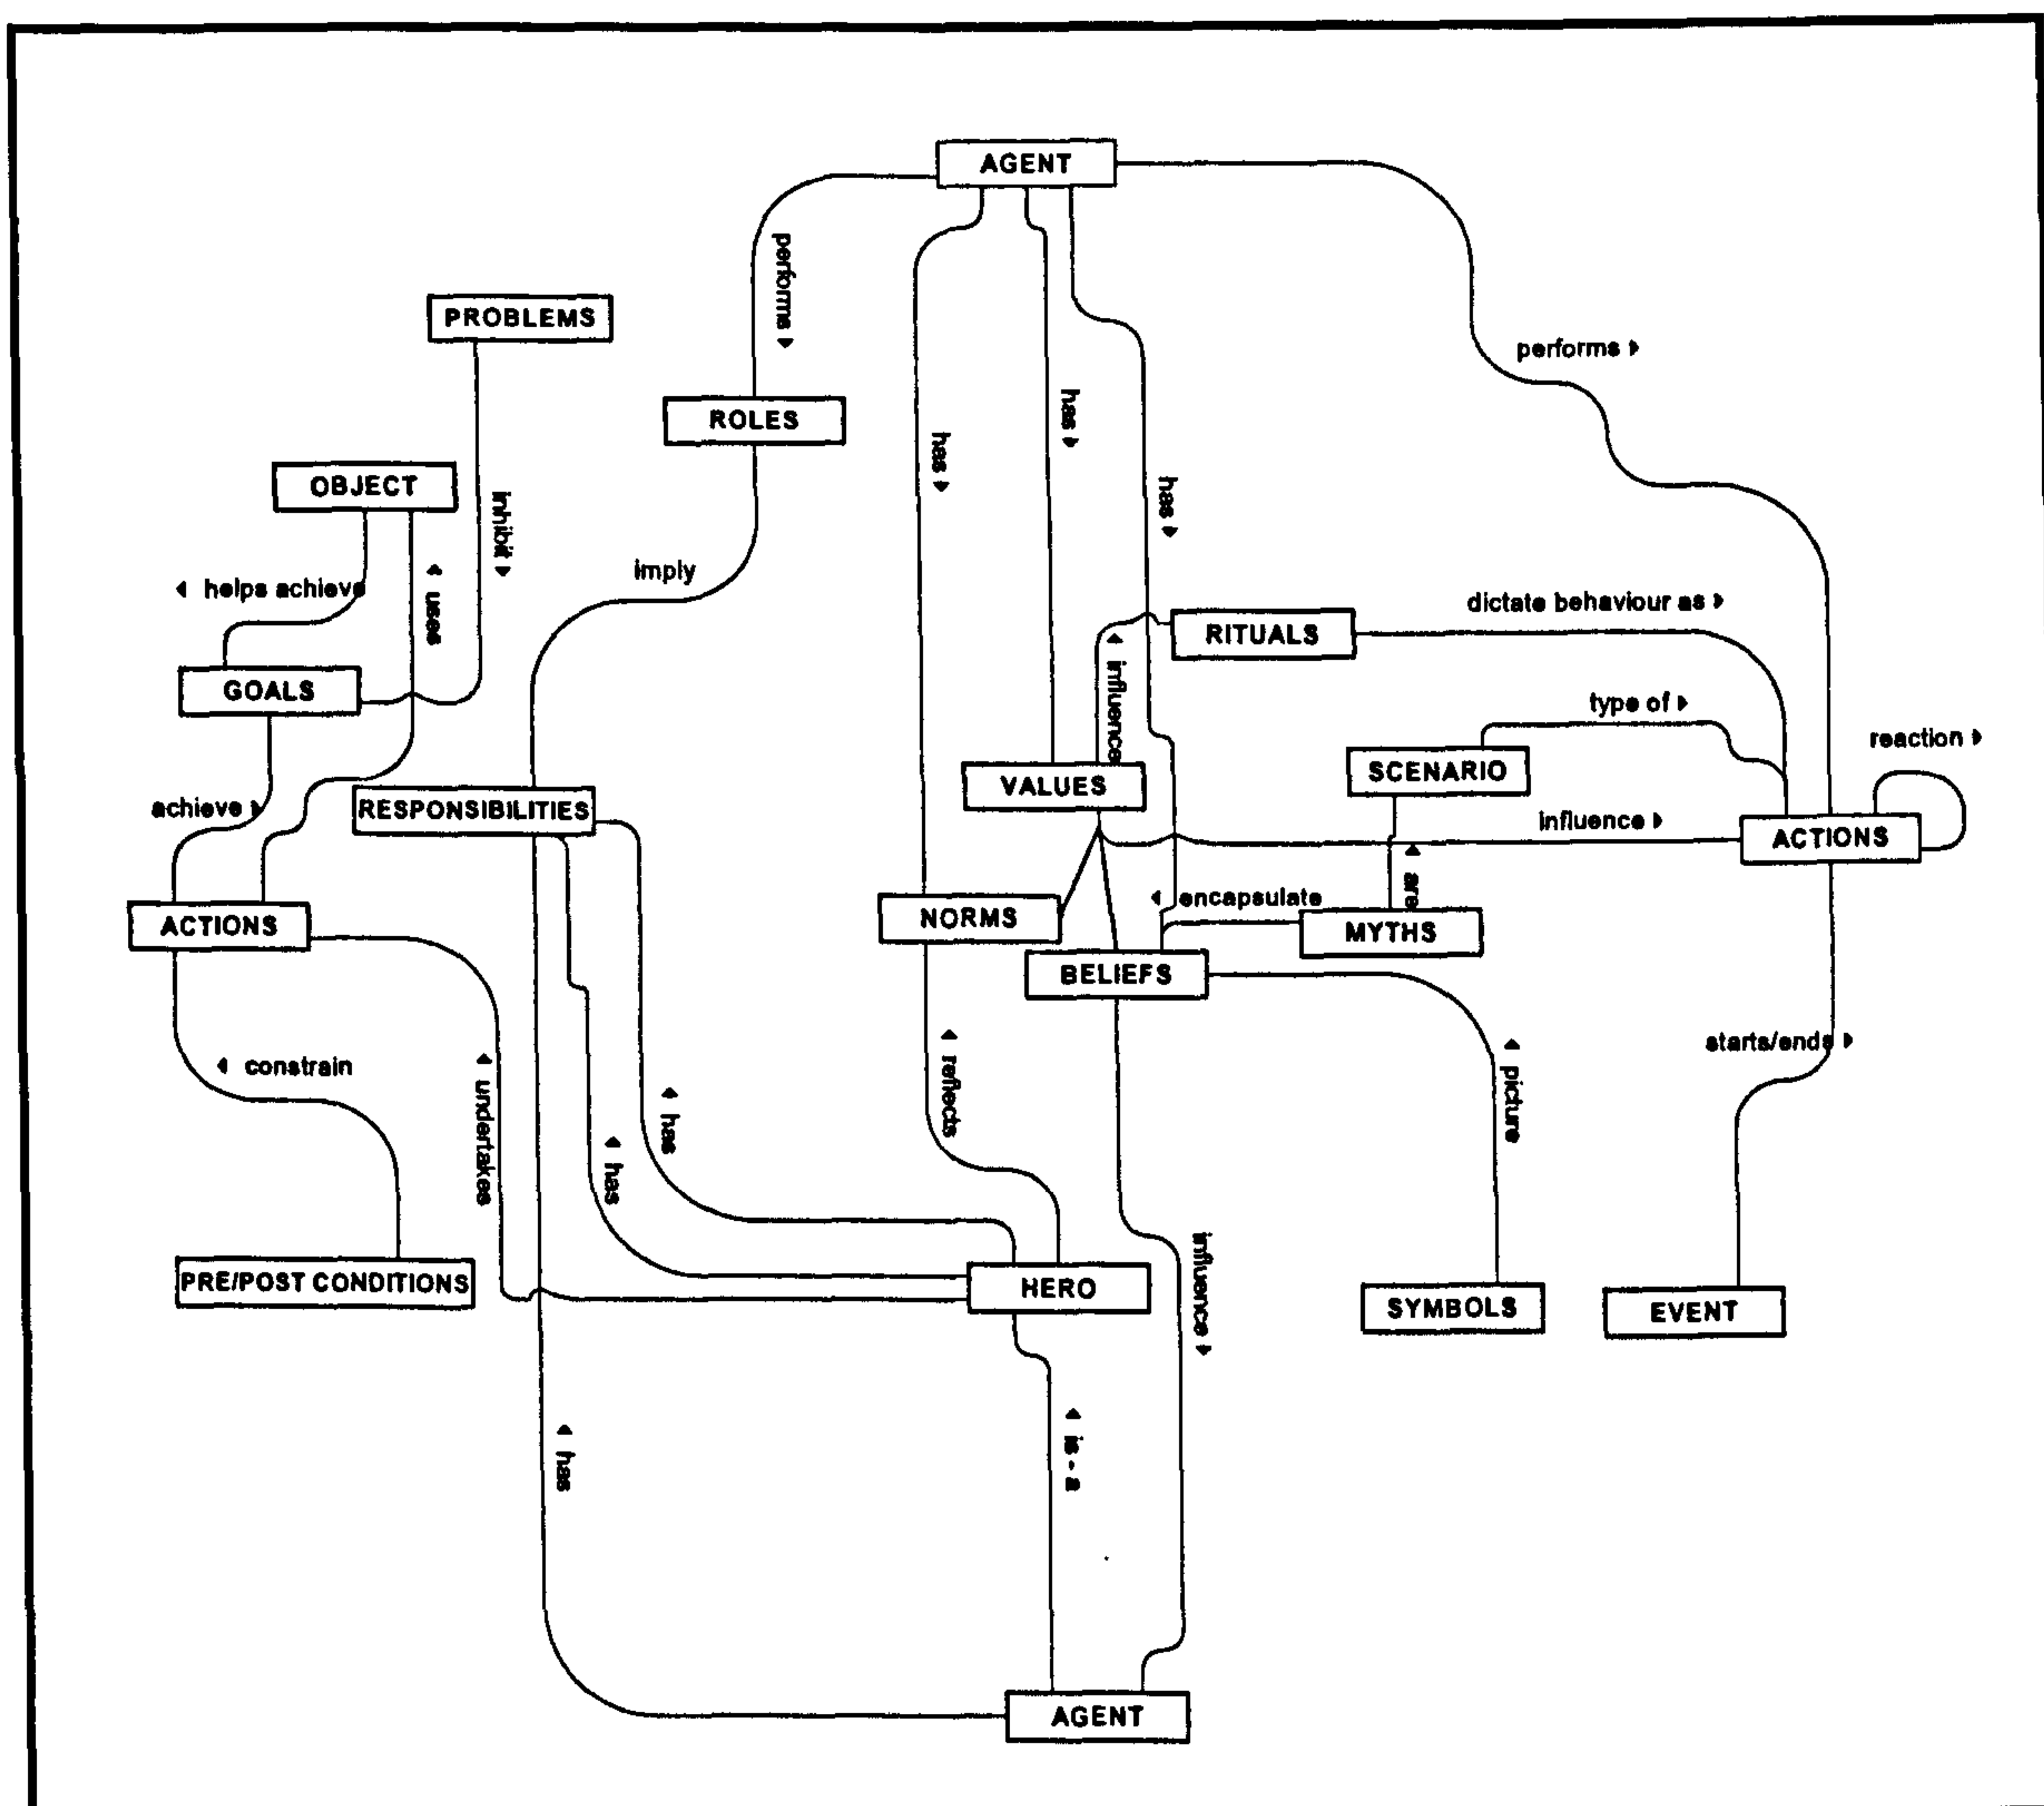 AGENT
performs
PROBLEMS
performs
ROLES
has
has
OBJECT
has
inhibit
imply
helps achieve
uses
dictate behaviour as
RITUALS
influence
GOALS
type of
reaction
SCENARIO
VALUES
achieve
RESPONSIBILITIES
influence
ACTIONS
are
encapsulate
NORMS
ACTIONS
MYTHS
BELIEFS
starts/ends
constrain
reflects
picture
undertakes
has
has
influence
PRE/POST CONDITIONS
HERO
SYMBOLS
EVENT
has
is - a
AGENT